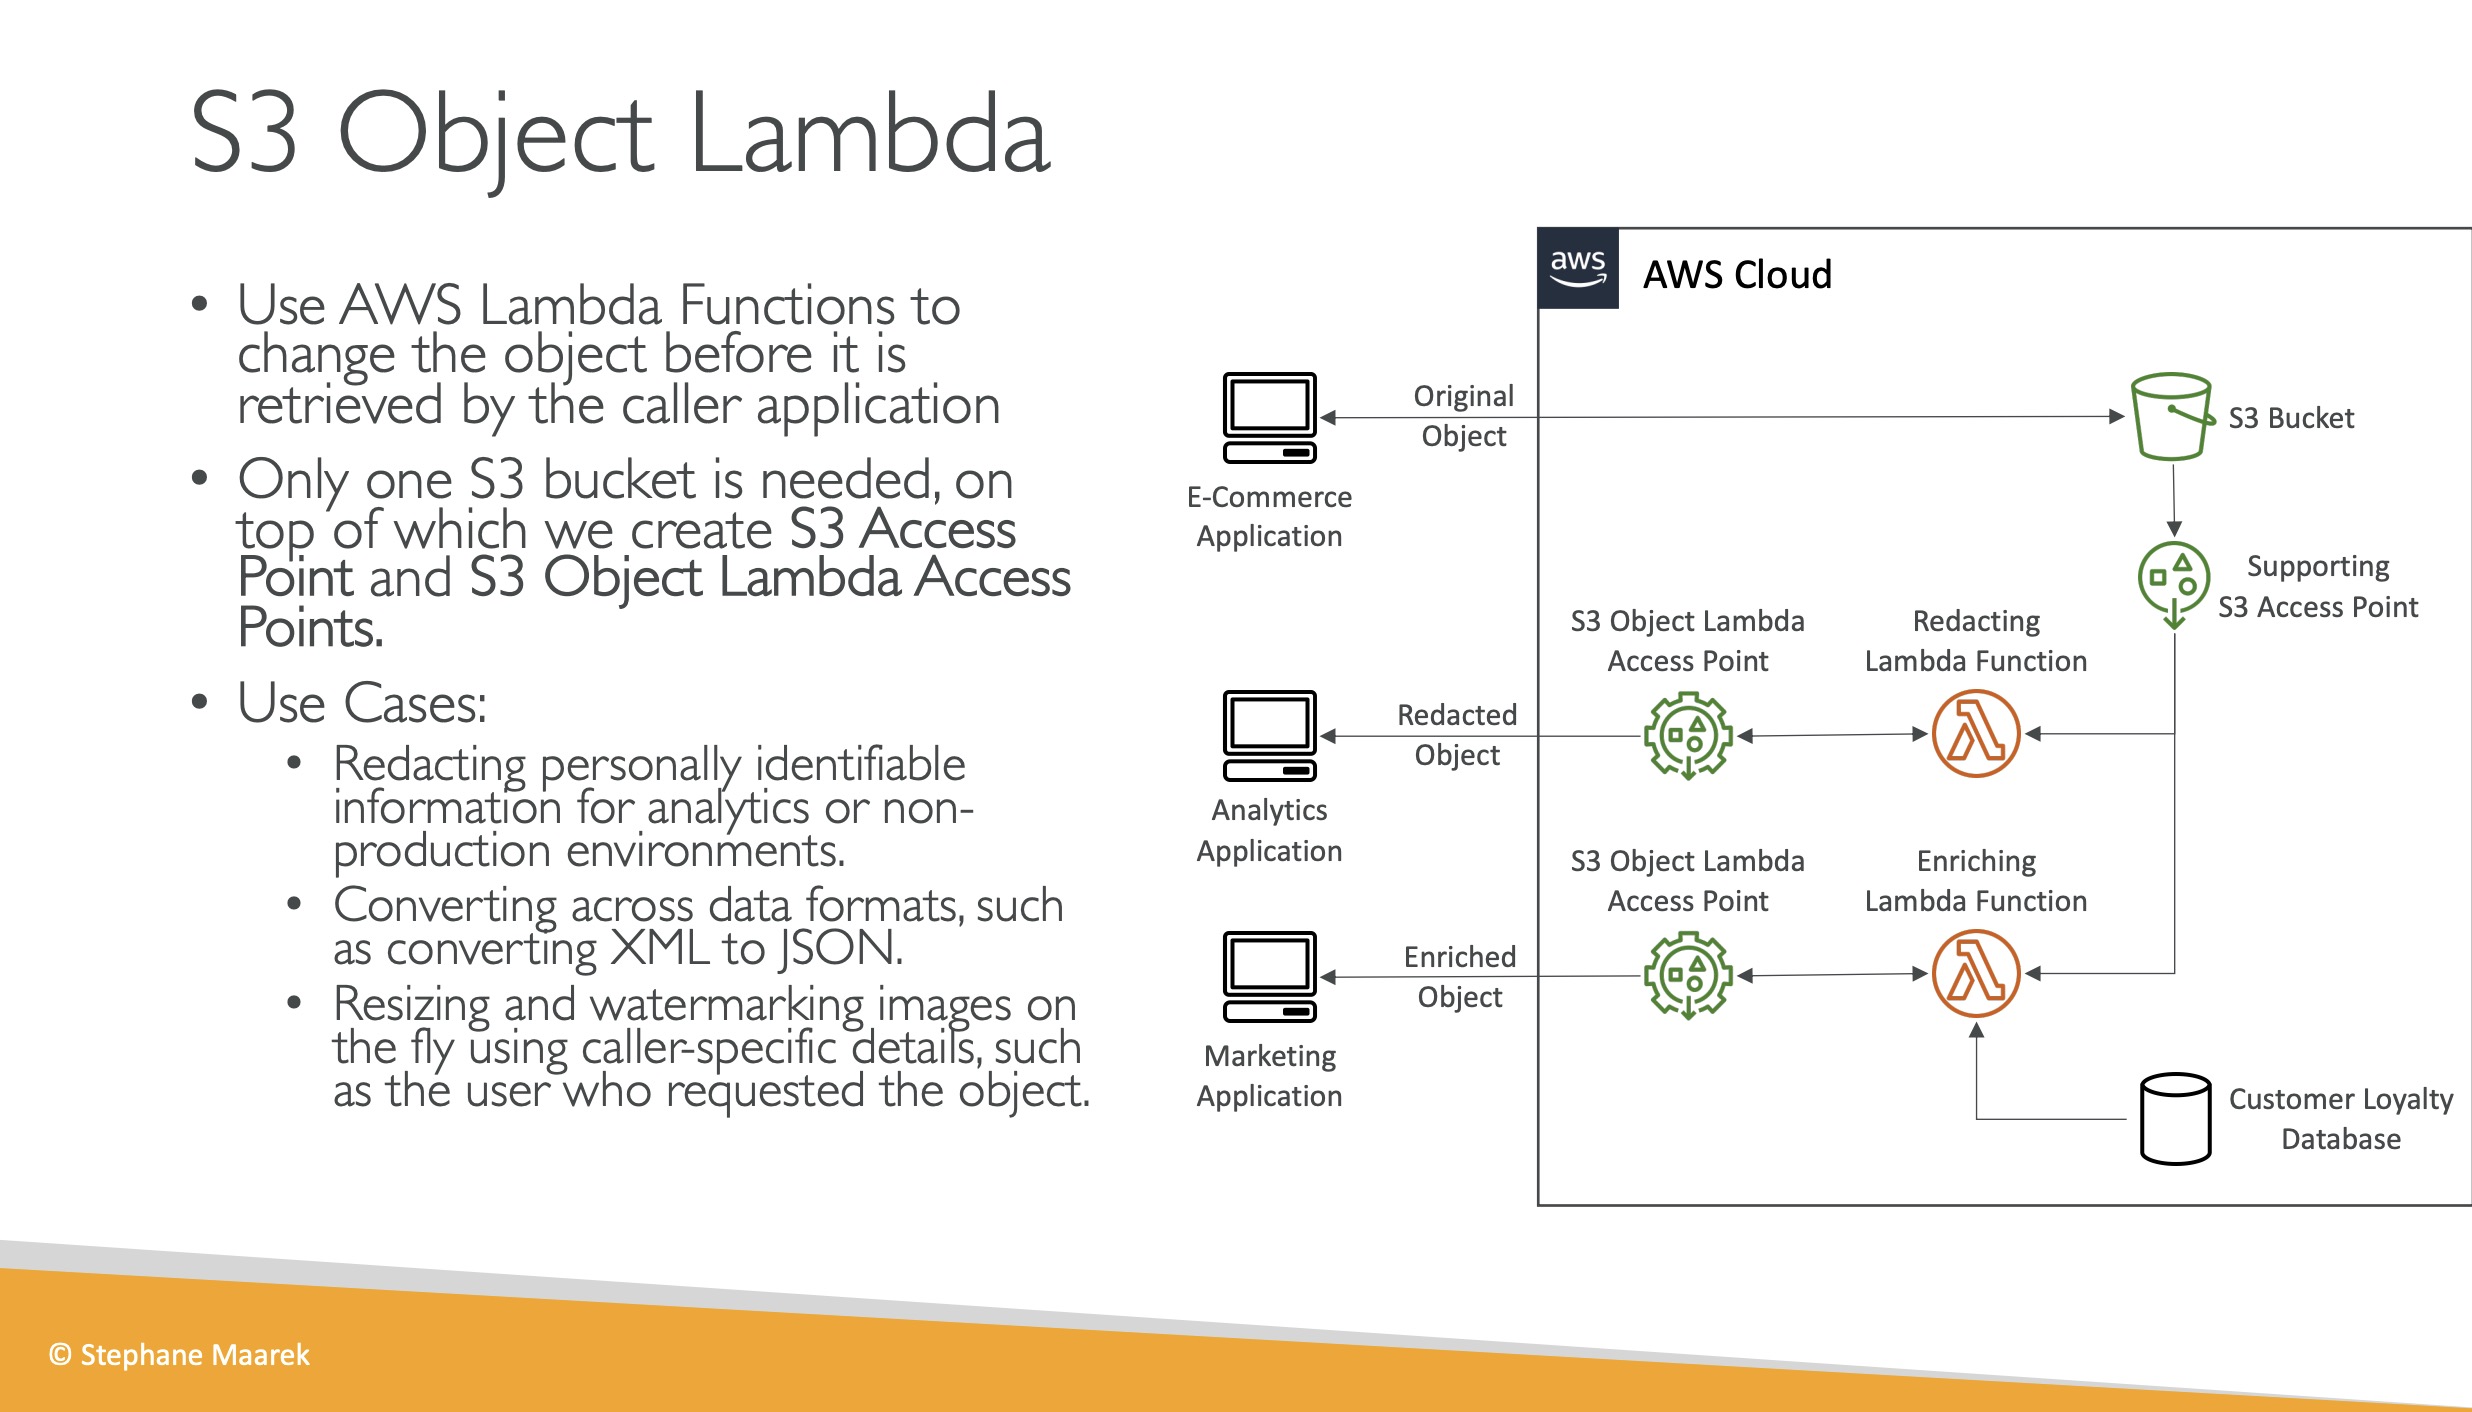 S3 Object Lambda
• Use AWS Lambda Functions to
change the object before it is
retrieved by the caller application
• Only one S3 bucket is needed, on
top of which we create S3 Access
Point and S3 Object Lambda Access
Points.
• Use Cases:
• Redacting personally identifiable
information for analytics or non-
production environments.
• Converting across data formats, such
as converting XML to JSON.
• Resizing and watermarking images on
the fly using caller-specific details, such
as the user who requested the object.
aws
AWS Cloud
Original
Object
S3 Bucket
E-Commerce
Application
Supporting
S3 Access Point
S3 Object Lambda
Access Point
Redacting
Lambda Function
Redacted
Object
Analytics
Application
S3 Object Lambda
Access Point
Enriching
Lambda Function
Enriched
Object
Marketing
Application
Customer Loyalty
Database
© Stephane Maarek